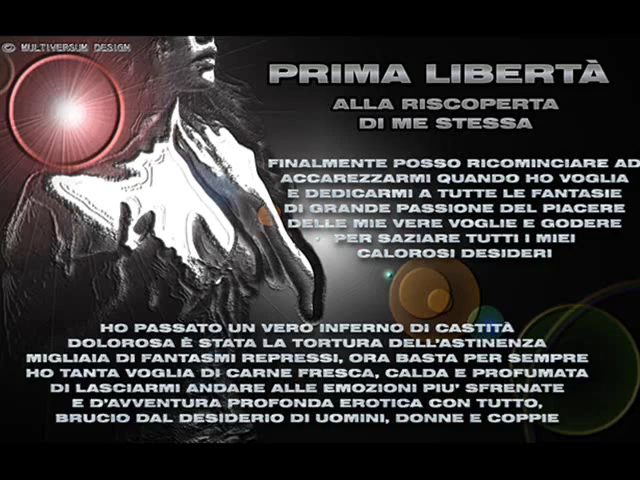 © MULTIVERSUM DESIGN
PRIMA LIBERTÀ
ALLA RISCOPERTA
DI ME STESSA
FINALMENTE POSSO RICOMINCIARE AD
ACCAREZZARMI QUANDO HO VOGLIA
E DEDICARMI A TUTTE LE FANTASIE
DI GRANDE PASSIONE DEL PIACERE
DELLE MIE VERE VOGLIE E GODERE
PER SAZIARE TUTTI I MIEI
CALOROSI DESIDERI
HO PASSATO UN VERO INFERNO DI CASTITÀ
DOLOROSA È STATA LA TORTURA DELL'ASTINENZA
MIGLIAIA DI FANTASMI REPRESSI, ORA BASTA PER SEMPRE
HO TANTA VOGLIA DI CARNE FRESCA, CALDA E PROFUMATA
DI LASCIARMI ANDARE ALLE EMOZIONI PIU' SFRENATE
E D'AVVENTURA PROFONDA EROTICA CON TUTTO,
BRUCIO DAL DESIDERIO DI UOMINI, DONNE E COPPIE